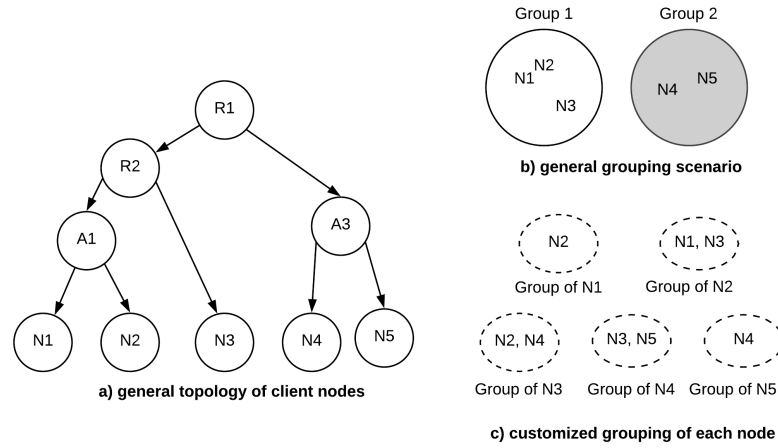 R1
R2
A1
A3
N1
N2
N3
N4
N5
a) general topology of client nodes
Group 1
Group 2
N1
N2
N3
N4
N5
b) general grouping scenario
N2
Group of N1
N1, N3
Group of N2
N2, N4
Group of N3
N3, N5
Group of N4
N4
Group of N5
c) customized grouping of each node